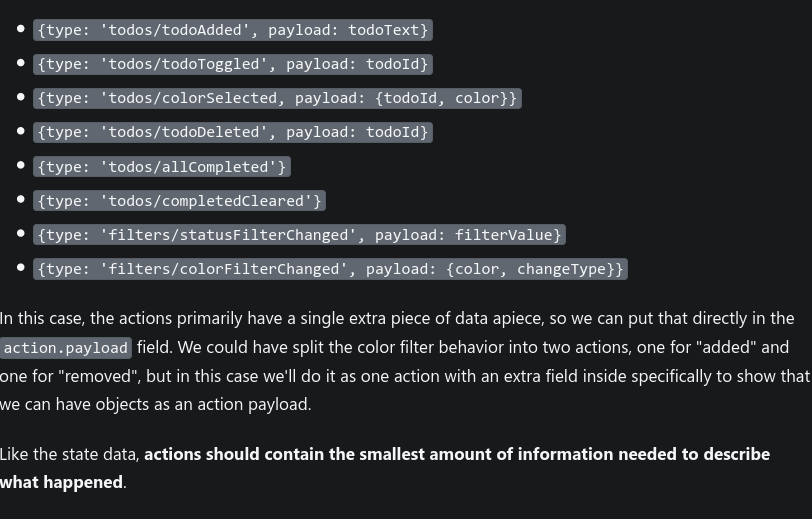 {type: 'todos/todoAdded', payload: todoText}
{type: 'todos/todoToggled', payload: todoId}
{type: 'todos/colorSelected, payload: {todoId, color}}
{type: 'todos/todoDeleted', payload: todoId}
{type: 'todos/allCompleted'}
{type: 'todos/completedCleared'}
{type: 'filters/statusFilterChanged', payload: filterValue}
{type: 'filters/colorFilterChanged', payload: {color, changeType}}
In this case, the actions primarily have a single extra piece of data apiece, so we can put that directly in the
action.payload field. We could have split the color filter behavior into two actions, one for "added" and
one for "removed", but in this case we'll do it as one action with an extra field inside specifically to show that
we can have objects as an action payload.
Like the state data, actions should contain the smallest amount of information needed to describe
what happened.